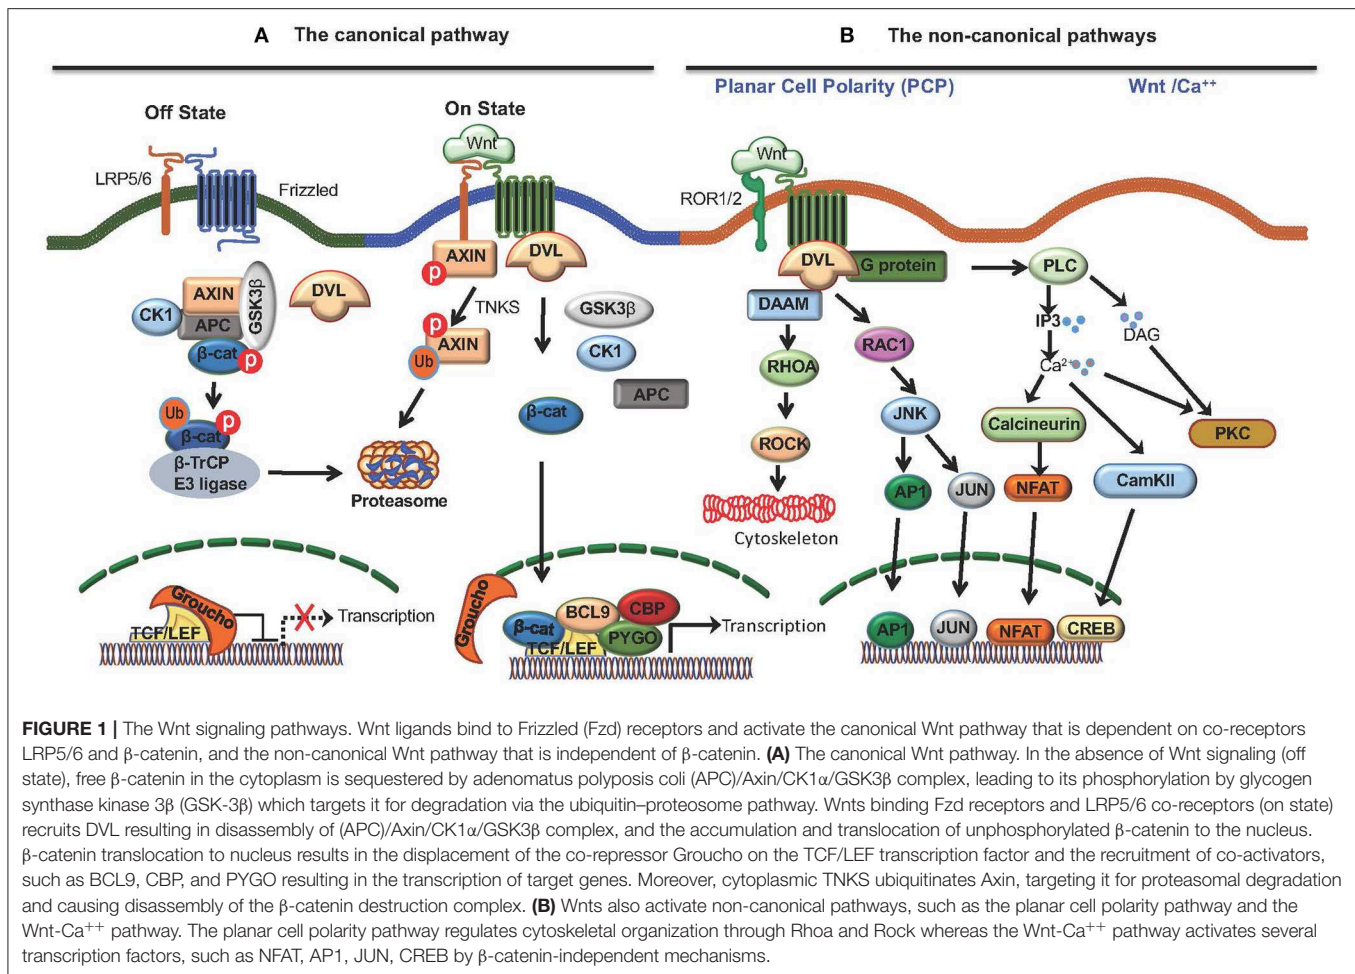 A The canonical pathway
B The non-canonical pathways
Planar Cell Polarity (PCP)
Wnt /Ca⁺⁺
Off State
On State
Wnt
LRP5/6
Frizzled
AXIN
p
DVL
TNKS
AXIN
CK1
APC
GSK3β
β-cat
p
DVL
p
AXIN
Ub
GSK3β
CK1
APC
β-cat
Ub
p
β-cat
β-TrCP
E3 ligase
Proteasome
Groucho
TCF/LEF
Transcription
Groucho
β-cat
BCL9
CBP
TCF/LEF
PYGO
Transcription
Wnt
ROR1/2
DVL
G protein
DAAM
RHOA
ROCK
Cytoskeleton
RAC1
JNK
AP1
JUN
PLC
IP3
DAG
Ca²⁺
Calcineurin
PKC
NFAT
CamKII
AP1
JUN
NFAT
CREB
FIGURE 1 | The Wnt signaling pathways. Wnt ligands bind to Frizzled (Fzd) receptors and activate the canonical Wnt pathway that is dependent on co-receptors
LRP5/6 and β-catenin, and the non-canonical Wnt pathway that is independent of β-catenin. (A) The canonical Wnt pathway. In the absence of Wnt signaling (off
state), free β-catenin in the cytoplasm is sequestered by adenomatus polyposis coli (APC)/Axin/CK1α/GSK3β complex, leading to its phosphorylation by glycogen
synthase kinase 3β (GSK-3β) which targets it for degradation via the ubiquitin–proteosome pathway. Wnts binding Fzd receptors and LRP5/6 co-receptors (on state)
recruits DVL resulting in disassembly of (APC)/Axin/CK1α/GSK3β complex, and the accumulation and translocation of unphosphorylated β-catenin to the nucleus.
β-catenin translocation to nucleus results in the displacement of the co-repressor Groucho on the TCF/LEF transcription factor and the recruitment of co-activators,
such as BCL9, CBP, and PYGO resulting in the transcription of target genes. Moreover, cytoplasmic TNKS ubiquitinates Axin, targeting it for proteasomal degradation
and causing disassembly of the β-catenin destruction complex. (B) Wnts also activate non-canonical pathways, such as the planar cell polarity pathway and the
Wnt-Ca⁺⁺ pathway. The planar cell polarity pathway regulates cytoskeletal organization through Rhoa and Rock whereas the Wnt-Ca⁺⁺ pathway activates several
transcription factors, such as NFAT, AP1, JUN, CREB by β-catenin-independent mechanisms.